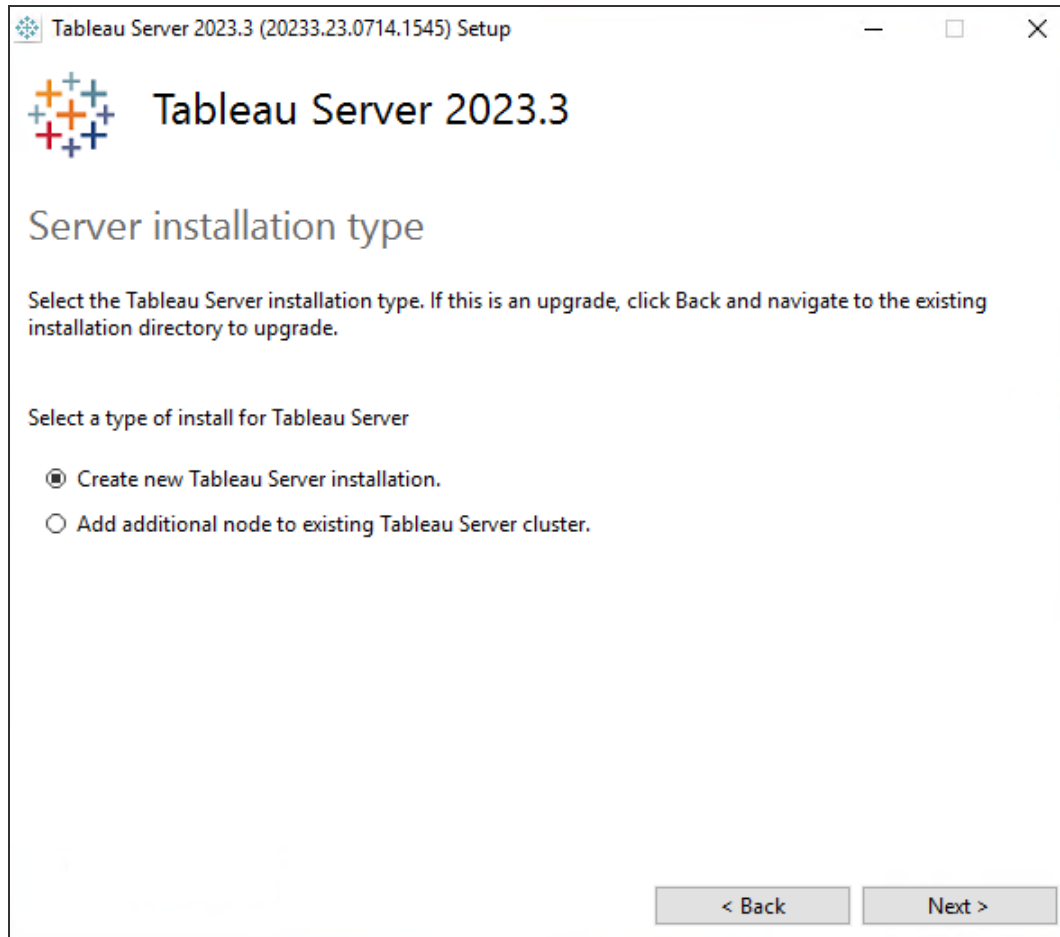 Tableau Server 2023.3 (20233.23.0714.1545) Setup
Tableau Server 2023.3
Server installation type
Select the Tableau Server installation type. If this is an upgrade, click Back and navigate to the existing
installation directory to upgrade.
Select a type of install for Tableau Server
Create new Tableau Server installation.
Add additional node to existing Tableau Server cluster.
< Back
Next >